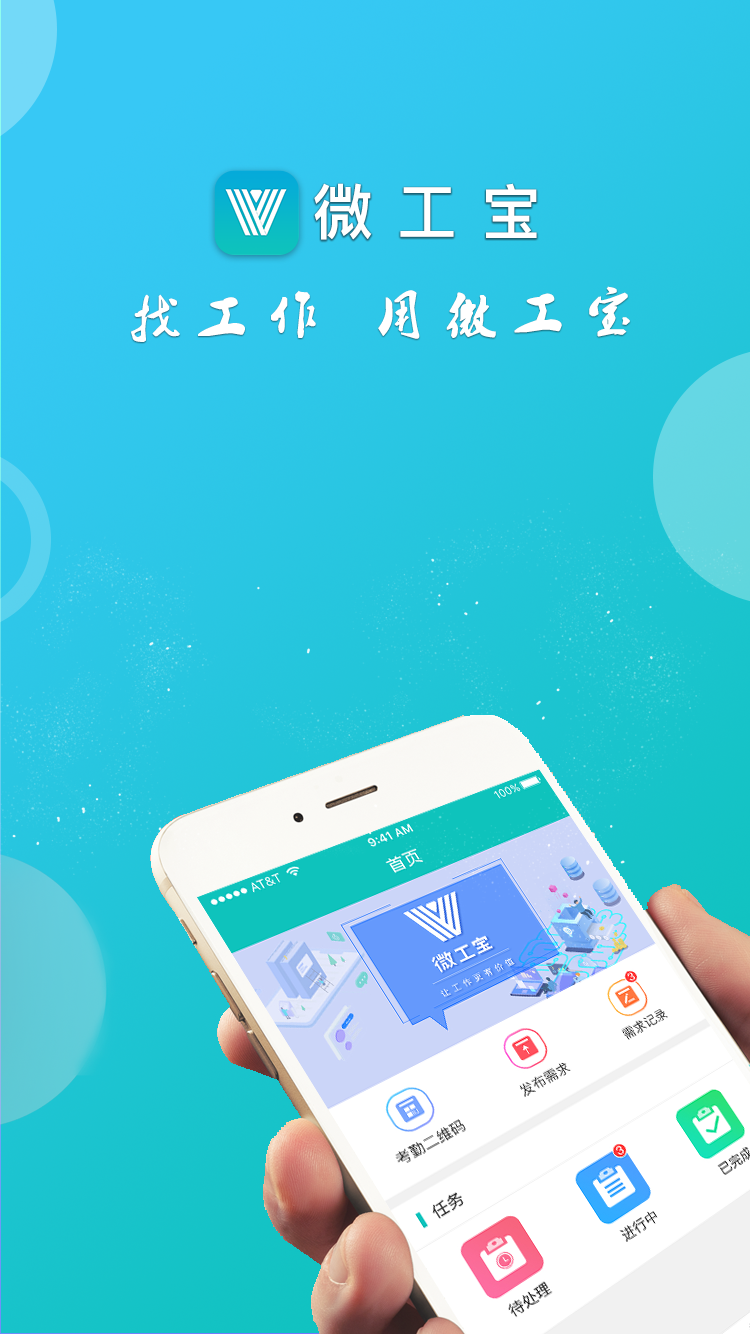 微工宝
找工作 用微工宝
AT&T 9:41 AM 100%
首页
微工宝
让工作更有价值
考勤二维码
发布需求
需求记录
3
任务
待处理
进行中
3
已完成